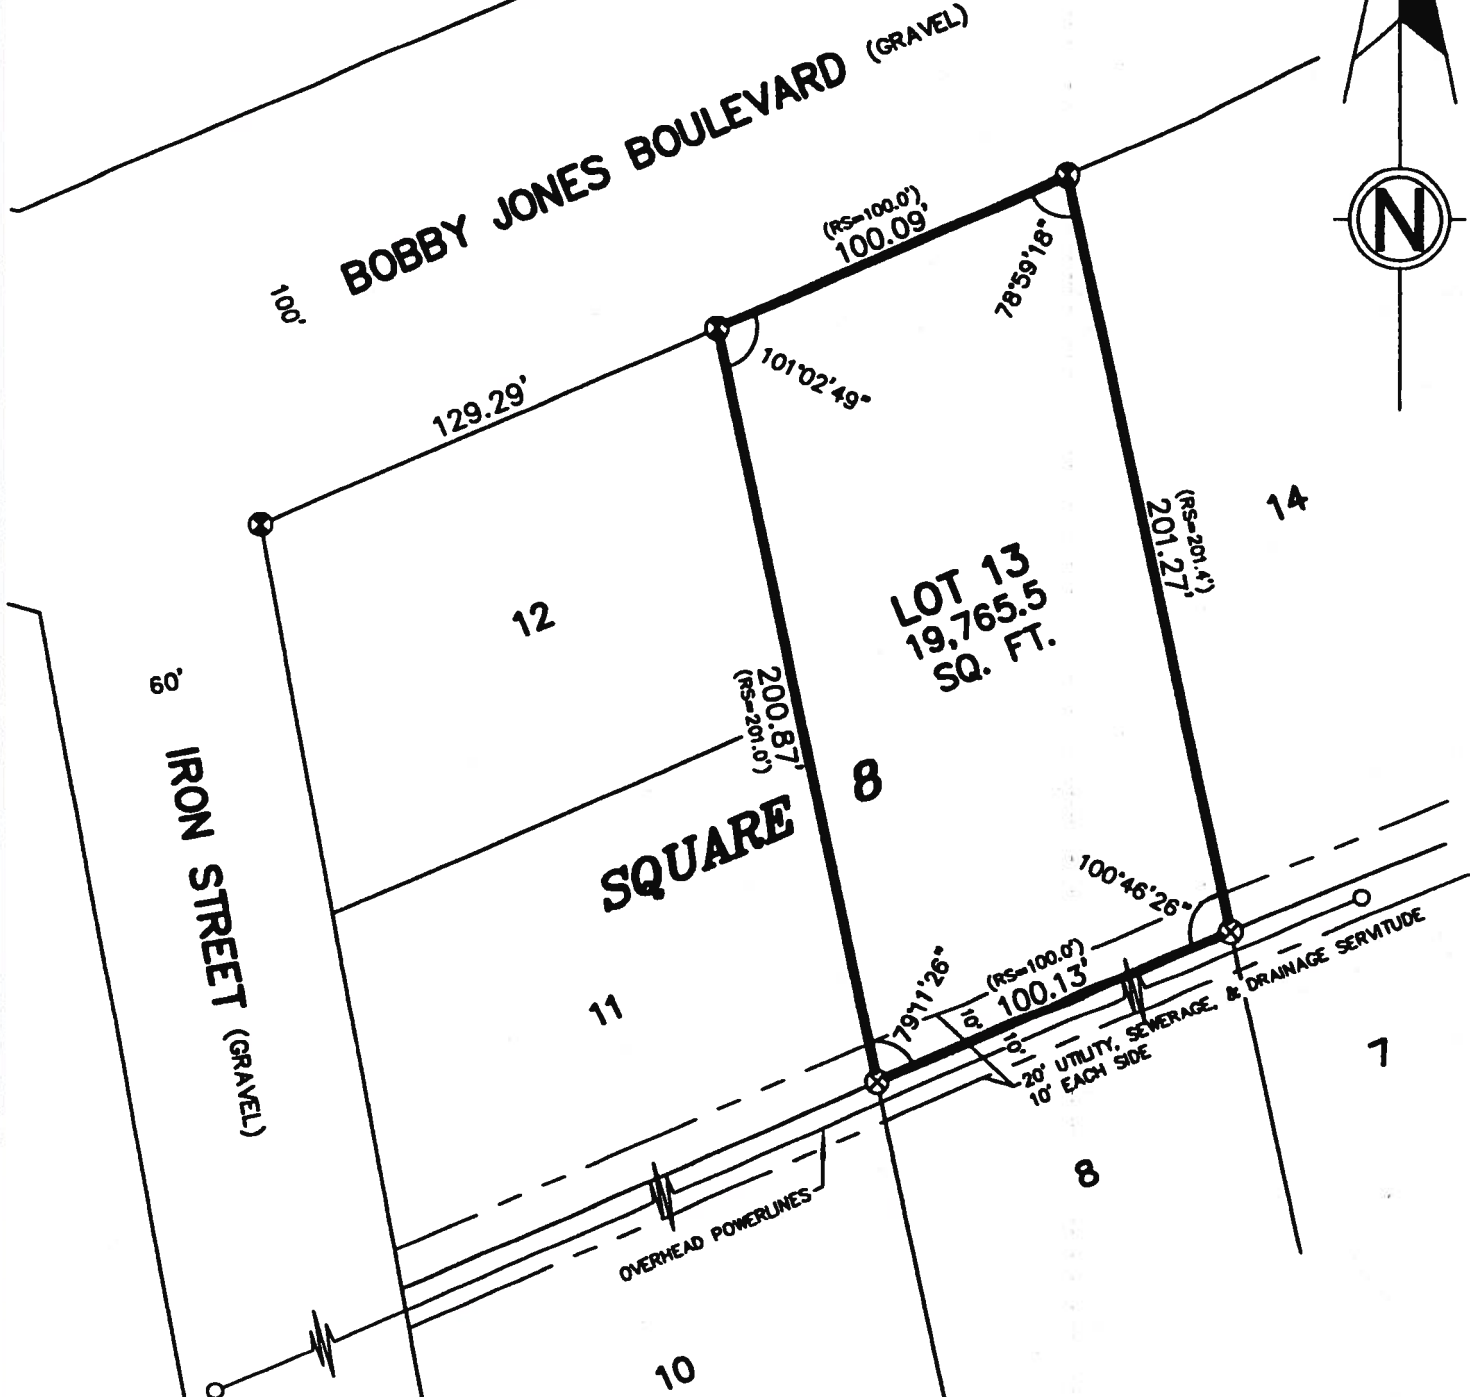 BOBBY JONES BOULEVARD (GRAVEL)
N
100'
(RS=100.0')
100.09'
78°59'18"
101°02'49"
129.29'
(RS=201.4')
201.27'
14
LOT 13
19,765.5
SQ. FT.
12
60'
IRON STREET (GRAVEL)
200.87'
(RS=201.0')
SQUARE 8
100°46'26"
79°11'26"
(RS=100.0')
100.13'
10'
10'
20' UTILITY, SEWERAGE, & DRAINAGE SERVITUDE
10' EACH SIDE
11
7
8
OVERHEAD POWERLINES
10